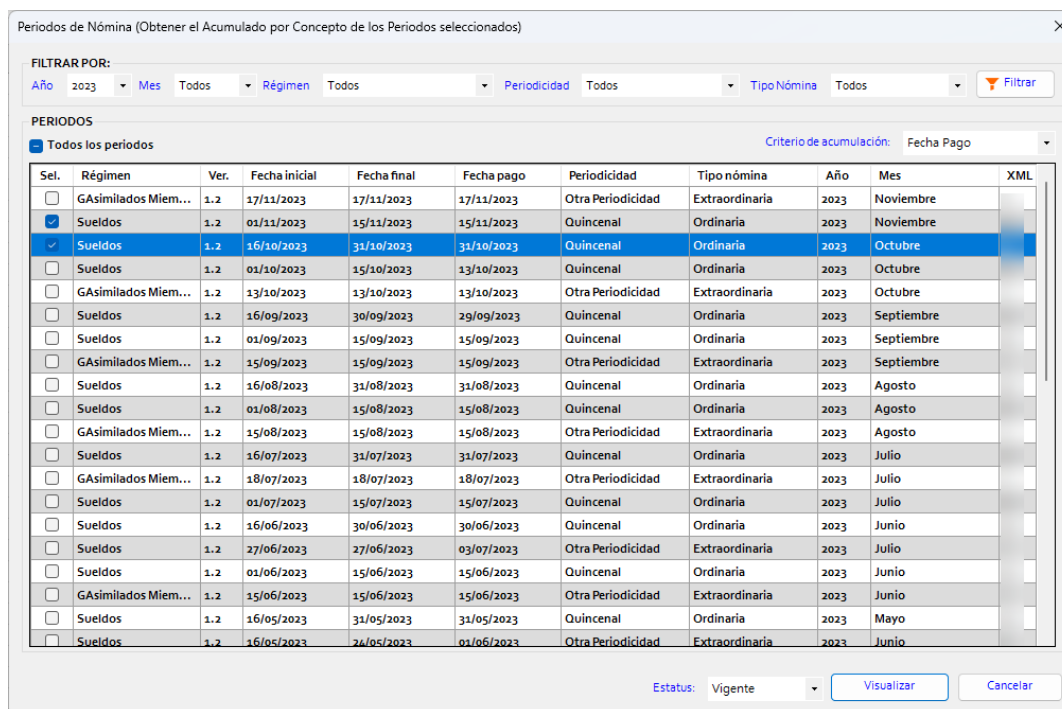 Periodos de Nómina (Obtener el Acumulado por Concepto de los Periodos seleccionados)
FILTRAR POR:
Año 2023 Mes Todos Régimen Todos Periodicidad Todos Tipo Nómina Todos Filtrar
PERIODOS
Todos los periodos Criterio de acumulación: Fecha Pago
Sel. Régimen Ver. Fecha inicial Fecha final Fecha pago Periodicidad Tipo nómina Año Mes XML
GAsimilados Miem... 1.2 17/11/2023 17/11/2023 17/11/2023 Otra Periodicidad Extraordinaria 2023 Noviembre
Sueldos 1.2 01/11/2023 15/11/2023 15/11/2023 Quincenal Ordinaria 2023 Noviembre
Sueldos 1.2 16/10/2023 31/10/2023 31/10/2023 Quincenal Ordinaria 2023 Octubre
Sueldos 1.2 01/10/2023 15/10/2023 13/10/2023 Quincenal Ordinaria 2023 Octubre
GAsimilados Miem... 1.2 13/10/2023 13/10/2023 13/10/2023 Otra Periodicidad Extraordinaria 2023 Octubre
Sueldos 1.2 16/09/2023 30/09/2023 29/09/2023 Quincenal Ordinaria 2023 Septiembre
Sueldos 1.2 01/09/2023 15/09/2023 15/09/2023 Quincenal Ordinaria 2023 Septiembre
GAsimilados Miem... 1.2 15/09/2023 15/09/2023 15/09/2023 Otra Periodicidad Extraordinaria 2023 Septiembre
Sueldos 1.2 16/08/2023 31/08/2023 31/08/2023 Quincenal Ordinaria 2023 Agosto
Sueldos 1.2 01/08/2023 15/08/2023 15/08/2023 Quincenal Ordinaria 2023 Agosto
GAsimilados Miem... 1.2 15/08/2023 15/08/2023 15/08/2023 Otra Periodicidad Extraordinaria 2023 Agosto
Sueldos 1.2 16/07/2023 31/07/2023 31/07/2023 Quincenal Ordinaria 2023 Julio
GAsimilados Miem... 1.2 18/07/2023 18/07/2023 18/07/2023 Otra Periodicidad Extraordinaria 2023 Julio
Sueldos 1.2 01/07/2023 15/07/2023 15/07/2023 Quincenal Ordinaria 2023 Julio
Sueldos 1.2 16/06/2023 30/06/2023 30/06/2023 Quincenal Ordinaria 2023 Junio
Sueldos 1.2 27/06/2023 27/06/2023 03/07/2023 Otra Periodicidad Extraordinaria 2023 Julio
Sueldos 1.2 01/06/2023 15/06/2023 15/06/2023 Quincenal Ordinaria 2023 Junio
GAsimilados Miem... 1.2 15/06/2023 15/06/2023 15/06/2023 Otra Periodicidad Extraordinaria 2023 Junio
Sueldos 1.2 16/05/2023 31/05/2023 31/05/2023 Quincenal Ordinaria 2023 Mayo
Sueldos 1.2 16/05/2023 24/05/2023 01/06/2023 Otra Periodicidad Extraordinaria 2023 Junio
Estatus: Vigente Visualizar Cancelar